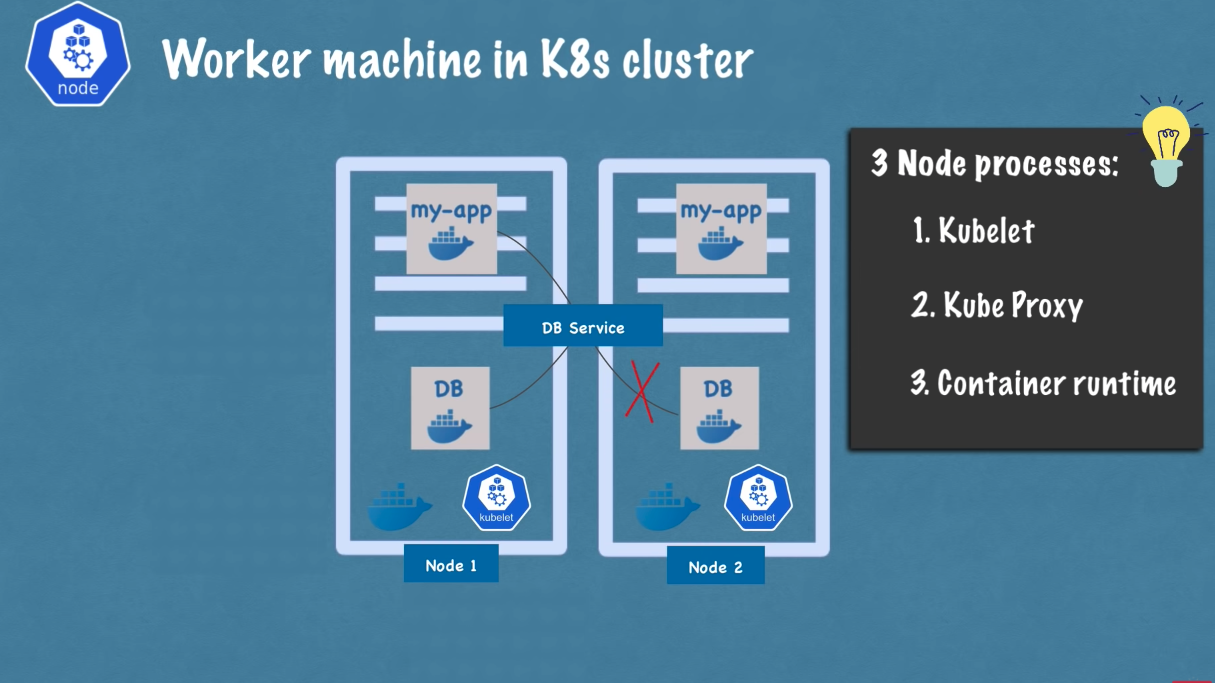 node
Worker machine in K8s cluster
my-app
my-app
DB Service
DB
DB
kubelet
kubelet
Node 1
Node 2
3 Node processes:
1. Kubelet
2. Kube Proxy
3. Container runtime